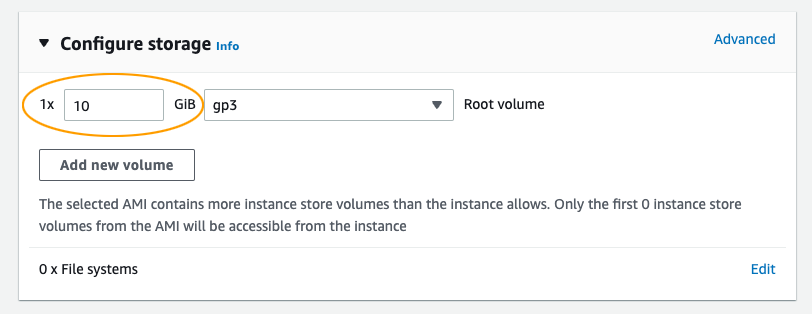 Configure storage Info
Advanced
1x 10 GiB gp3 Root volume
Add new volume
The selected AMI contains more instance store volumes than the instance allows. Only the first 0 instance store
volumes from the AMI will be accessible from the instance
0 x File systems
Edit